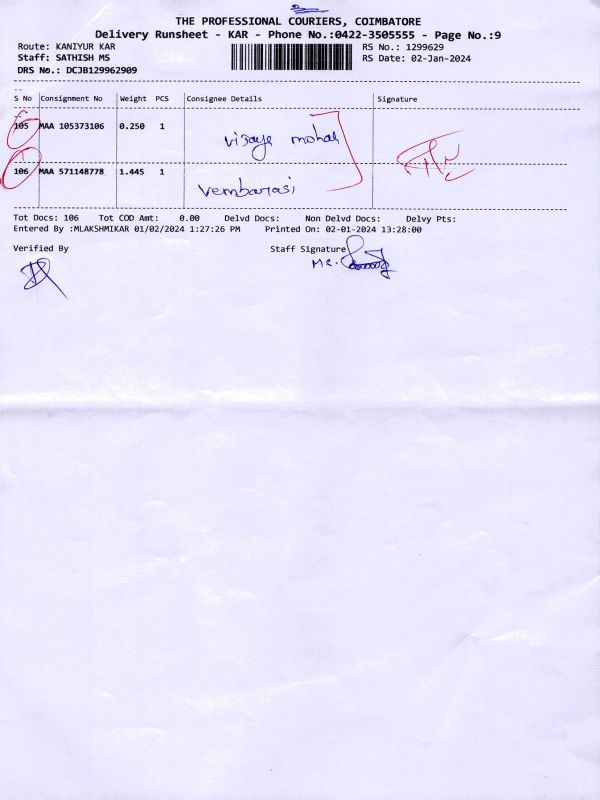 THE PROFESSIONAL COURIERS, COIMBATORE
Delivery Runsheet - KAR - Phone No.:0422-3505555 - Page No.:9
Route: KANIYUR KAR RS No.: 1299629
Staff: SATHISH MS RS Date: 02-Jan-2024
DRS No.: DCJB129962909
S No Consignment No Weight PCS Consignee Details Signature
105 MAA 105373106 0.250 1 vijaya mohan
106 MAA 571148778 1.445 1 vembarasi
Tot Docs: 106 Tot COD Amt: 0.00 Delvd Docs: Non Delvd Docs: Delvy Pts:
Entered By :MLAKSHMIKAR 01/02/2024 1:27:26 PM Printed On: 02-01-2024 13:28:00
Verified By Staff Signature